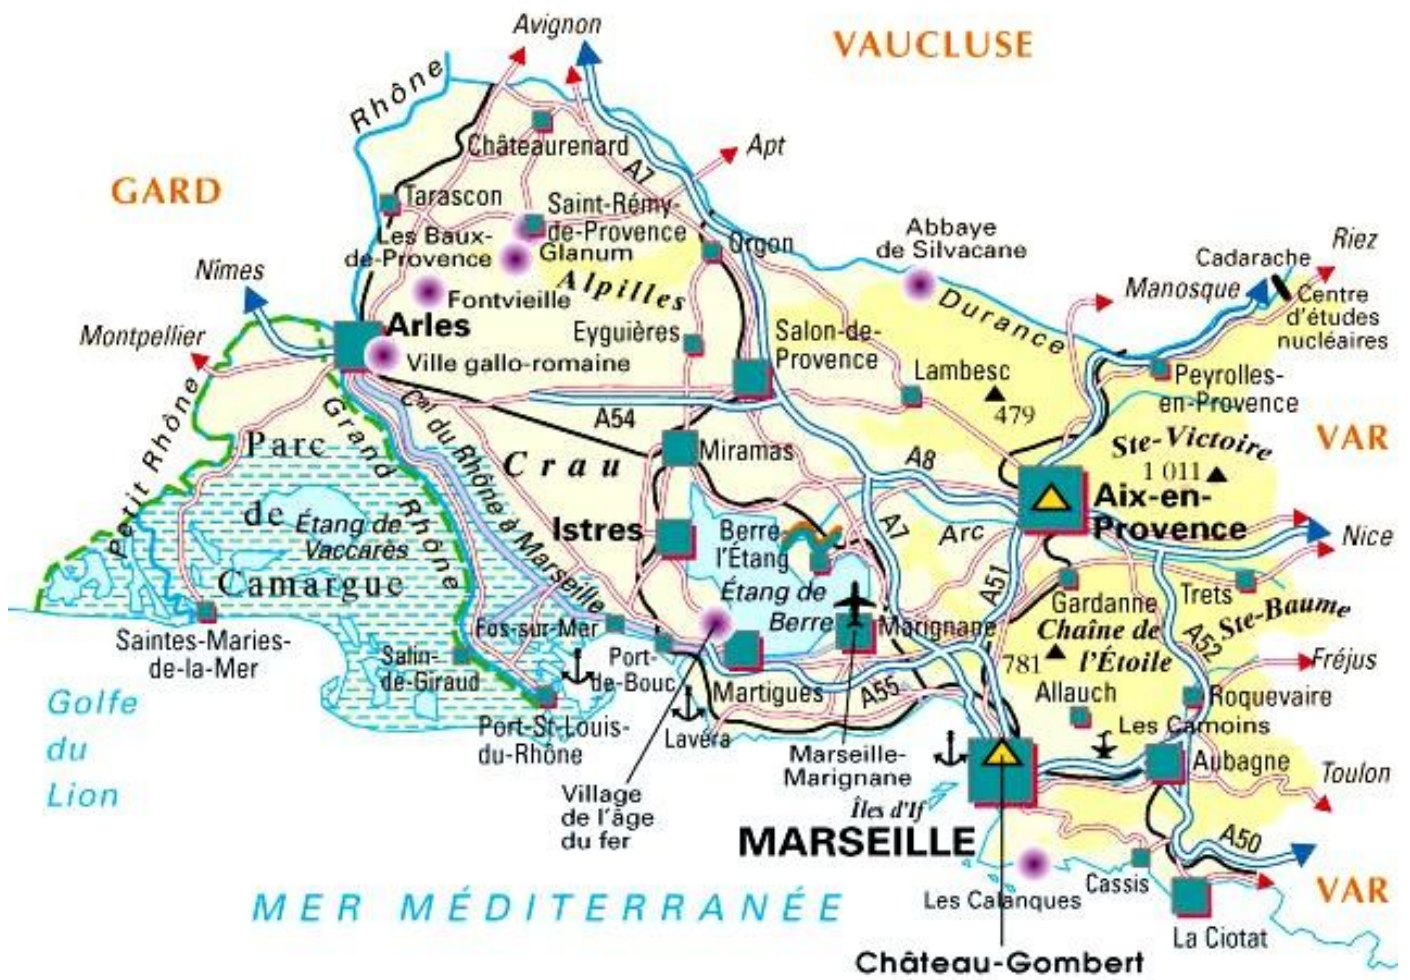 Avignon
VAUCLUSE
Rhône
Châteaurenard
A7
Apt
GARD
Tarascon
Saint-Rémy-
de-Provence
Les Baux-
de-Provence
Glanum
Orgon
Abbaye
de Silvacane
Riez
Cadarache
Nîmes
Alpilles
Durance
Manosque
Centre
d'études
nucléaires
Fontvieille
Montpellier
Arles
Ville gallo-romaine
Eyguières
Salon-de-
Provence
Lambesc
479
Peyrolles-
en-Provence
Petit Rhône
Grand Rhône
Cal du Rhône à Marseille
A54
VAR
Parc
de
Camargue
Crau
Miramas
A8
Ste-Victoire
1 011
Aix-en-
Provence
Étang de
Vaccarès
Istres
Berre
l'Étang
A7
Arc
Nice
Étang de
Berre
A51
Gardanne
Trets
Saintes-Maries-
de-la-Mer
Fos-sur-Mer
Marignane
Chaîne de
l'Étoile
Ste-Baume
A52
Salin-
de-Giraud
Port-
de-Bouc
Martigues
A55
781
Allauch
Fréjus
Roquevaire
Golfe
du
Lion
Port-St-Louis-
du-Rhône
Lavéra
Marseille-
Marignane
Les Camoins
Aubagne
Toulon
Village
de l'âge
du fer
Îles d'If
MARSEILLE
A50
MER MÉDITERRANÉE
Les Calanques
Cassis
VAR
La Ciotat
Château-Gombert